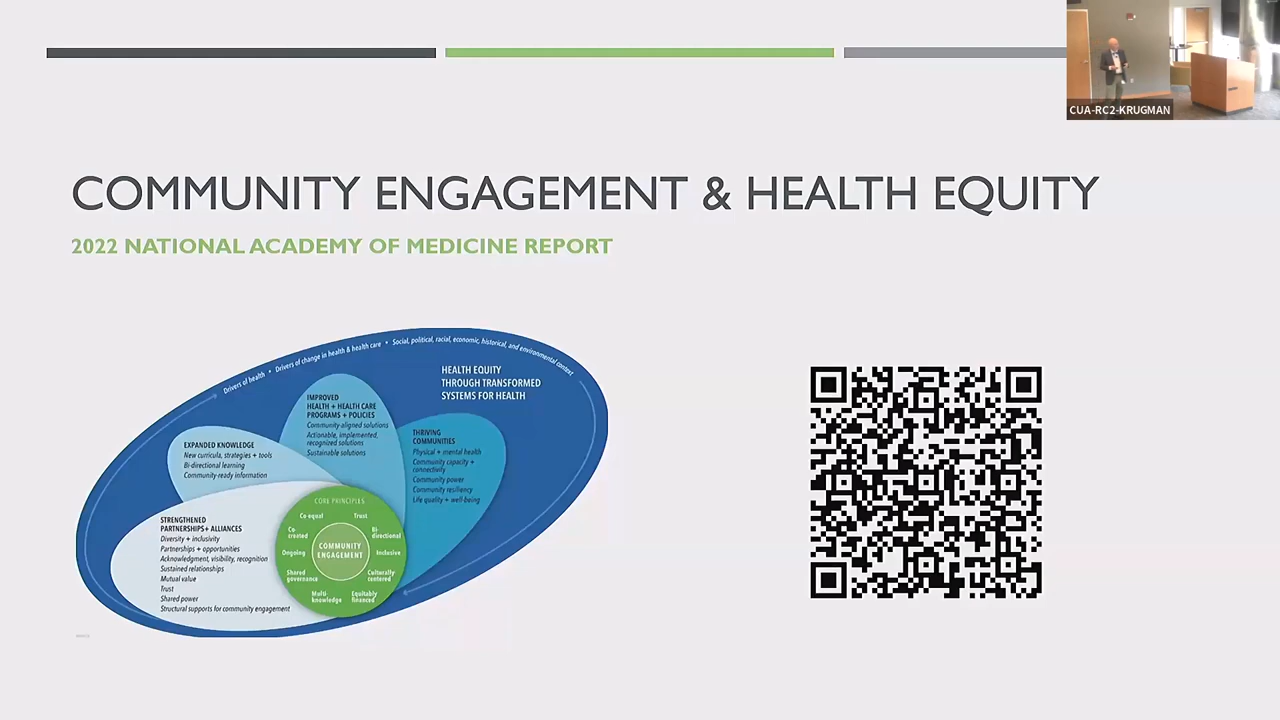 CUA-RC2-KRUGMAN
COMMUNITY ENGAGEMENT & HEALTH EQUITY
2022 NATIONAL ACADEMY OF MEDICINE REPORT
Drivers of health • Drivers of change in health & health care • Social, political, racial, economic, historical, and environmental context
HEALTH EQUITY
THROUGH TRANSFORMED
SYSTEMS FOR HEALTH
IMPROVED
HEALTH + HEALTH CARE
PROGRAMS + POLICIES
Community-aligned solutions
Actionable, implemented,
recognized solutions
Sustainable solutions
THRIVING
COMMUNITIES
Physical + mental health
Community capacity +
connectivity
Community power
Community resiliency
Life quality + well-being
EXPANDED KNOWLEDGE
New curricula, strategies + tools
Bi-directional learning
Community-ready information
STRENGTHENED
PARTNERSHIPS + ALLIANCES
Diversity + inclusivity
Partnerships + opportunities
Acknowledgment, visibility, recognition
Sustained relationships
Mutual value
Trust
Shared power
Structural supports for community engagement
CORE PRINCIPLES
Co-equal
Trust
Co-
created
Bi-
directional
Ongoing
COMMUNITY
ENGAGEMENT
Inclusive
Shared
governance
Culturally-
centered
Multi-
knowledge
Equitably
financed